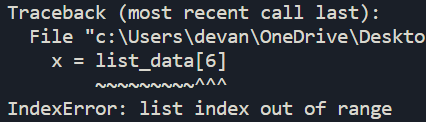 Traceback (most recent call last):
  File "c:\Users\devan\OneDrive\Deskto
    x = list_data[6]
        ~~~~~~~~~^^^
IndexError: list index out of range